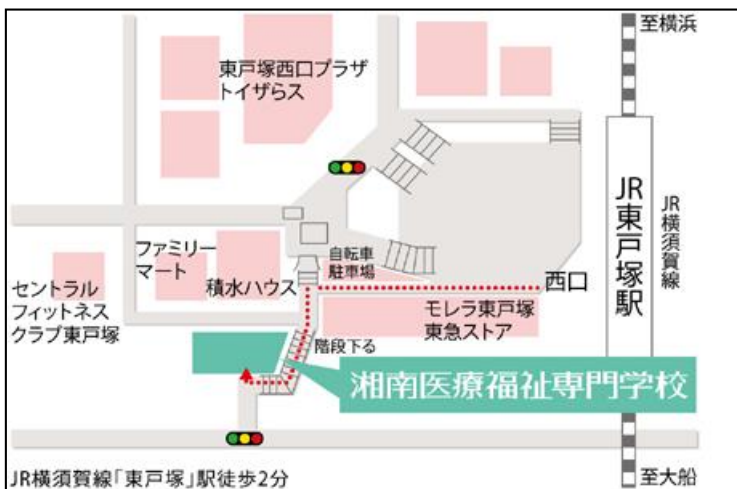 至横浜
東戸塚西口プラザ
トイザらス
JR東戸塚駅
JR横須賀線
ファミリー
マート
積水ハウス
自転車
駐車場
西口
セントラル
フィットネス
クラブ東戸塚
モレラ東戸塚
東急ストア
階段下る
湘南医療福祉専門学校
JR横須賀線「東戸塚」駅徒歩2分
至大船